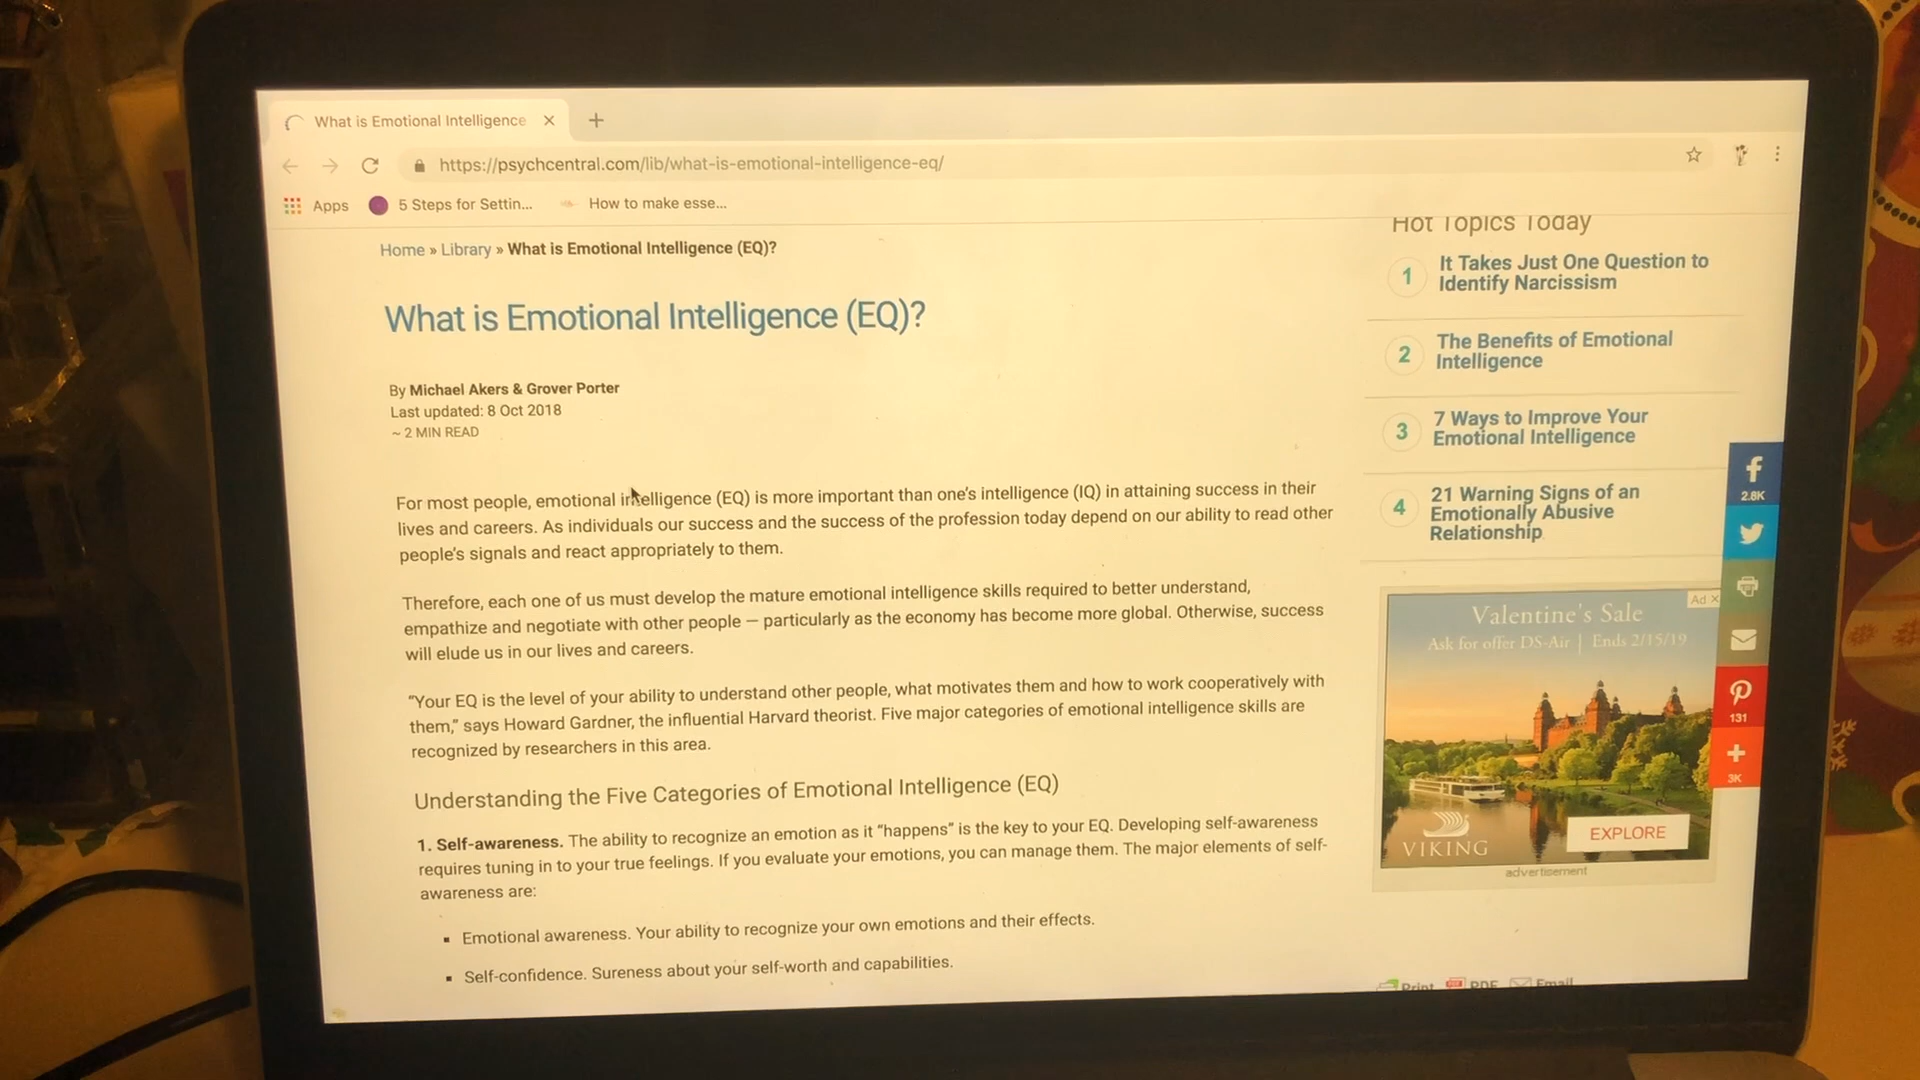 What is Emotional Intelligence
https://psychcentral.com/lib/what-is-emotional-intelligence-eq/
Apps 5 Steps for Settin... How to make esse...
Home » Library » What is Emotional Intelligence (EQ)?
What is Emotional Intelligence (EQ)?
By Michael Akers & Grover Porter
Last updated: 8 Oct 2018
~ 2 MIN READ
For most people, emotional intelligence (EQ) is more important than one's intelligence (IQ) in attaining success in their
lives and careers. As individuals our success and the success of the profession today depend on our ability to read other
people's signals and react appropriately to them.
Therefore, each one of us must develop the mature emotional intelligence skills required to better understand,
empathize and negotiate with other people — particularly as the economy has become more global. Otherwise, success
will elude us in our lives and careers.
"Your EQ is the level of your ability to understand other people, what motivates them and how to work cooperatively with
them," says Howard Gardner, the influential Harvard theorist. Five major categories of emotional intelligence skills are
recognized by researchers in this area.
Understanding the Five Categories of Emotional Intelligence (EQ)
1. Self-awareness. The ability to recognize an emotion as it "happens" is the key to your EQ. Developing self-awareness
requires tuning in to your true feelings. If you evaluate your emotions, you can manage them. The major elements of self-
awareness are:
▪ Emotional awareness. Your ability to recognize your own emotions and their effects.
▪ Self-confidence. Sureness about your self-worth and capabilities.
Hot Topics Today
1 It Takes Just One Question to
Identify Narcissism
2 The Benefits of Emotional
Intelligence
3 7 Ways to Improve Your
Emotional Intelligence
4 21 Warning Signs of an
Emotionally Abusive
Relationship
2.8K
131
3K
Ad
Valentine's Sale
Ask for offer DS-Air | Ends 2/15/19
VIKING
EXPLORE
advertisement
Print PDF Email